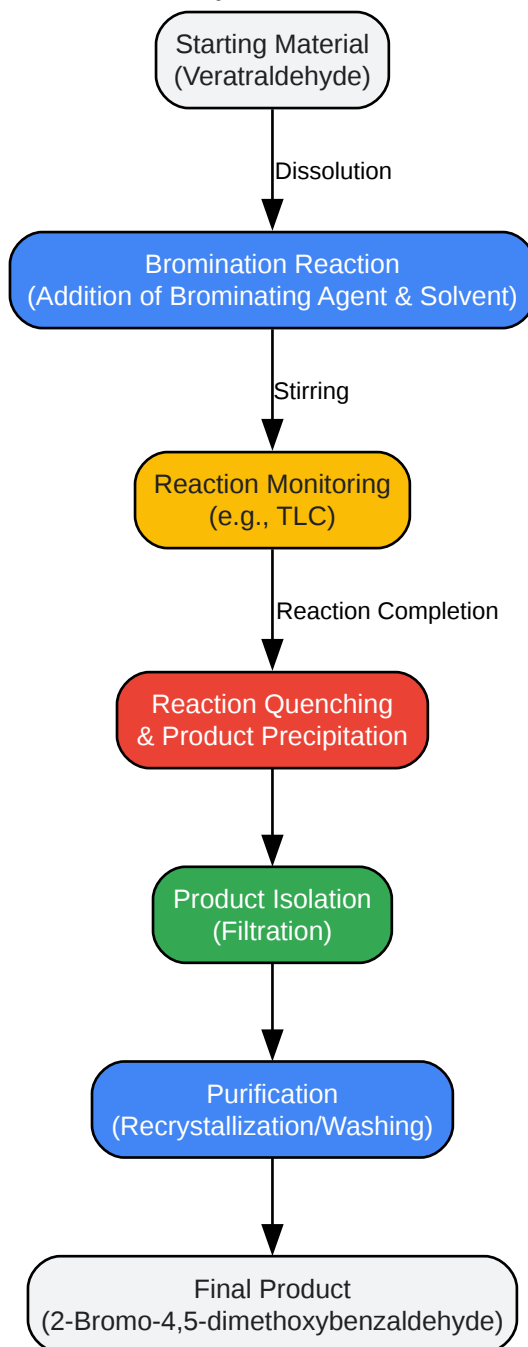 Starting Material
(Veratraldehyde)
Dissolution
Bromination Reaction
(Addition of Brominating Agent & Solvent)
Stirring
Reaction Monitoring
(e.g., TLC)
Reaction Completion
Reaction Quenching
& Product Precipitation
Product Isolation
(Filtration)
Purification
(Recrystallization/Washing)
Final Product
(2-Bromo-4,5-dimethoxybenzaldehyde)